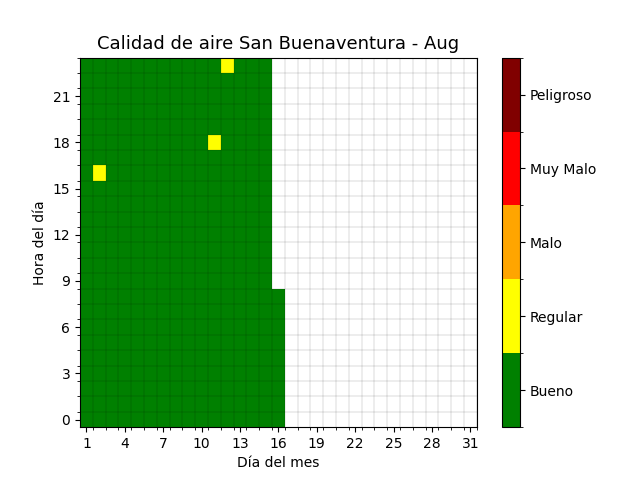 Calidad de aire San Buenaventura - Aug
Hora del día
21
18
15
12
9
6
3
0
1 4 7 10 13 16 19 22 25 28 31
Día del mes
Peligroso
Muy Malo
Malo
Regular
Bueno